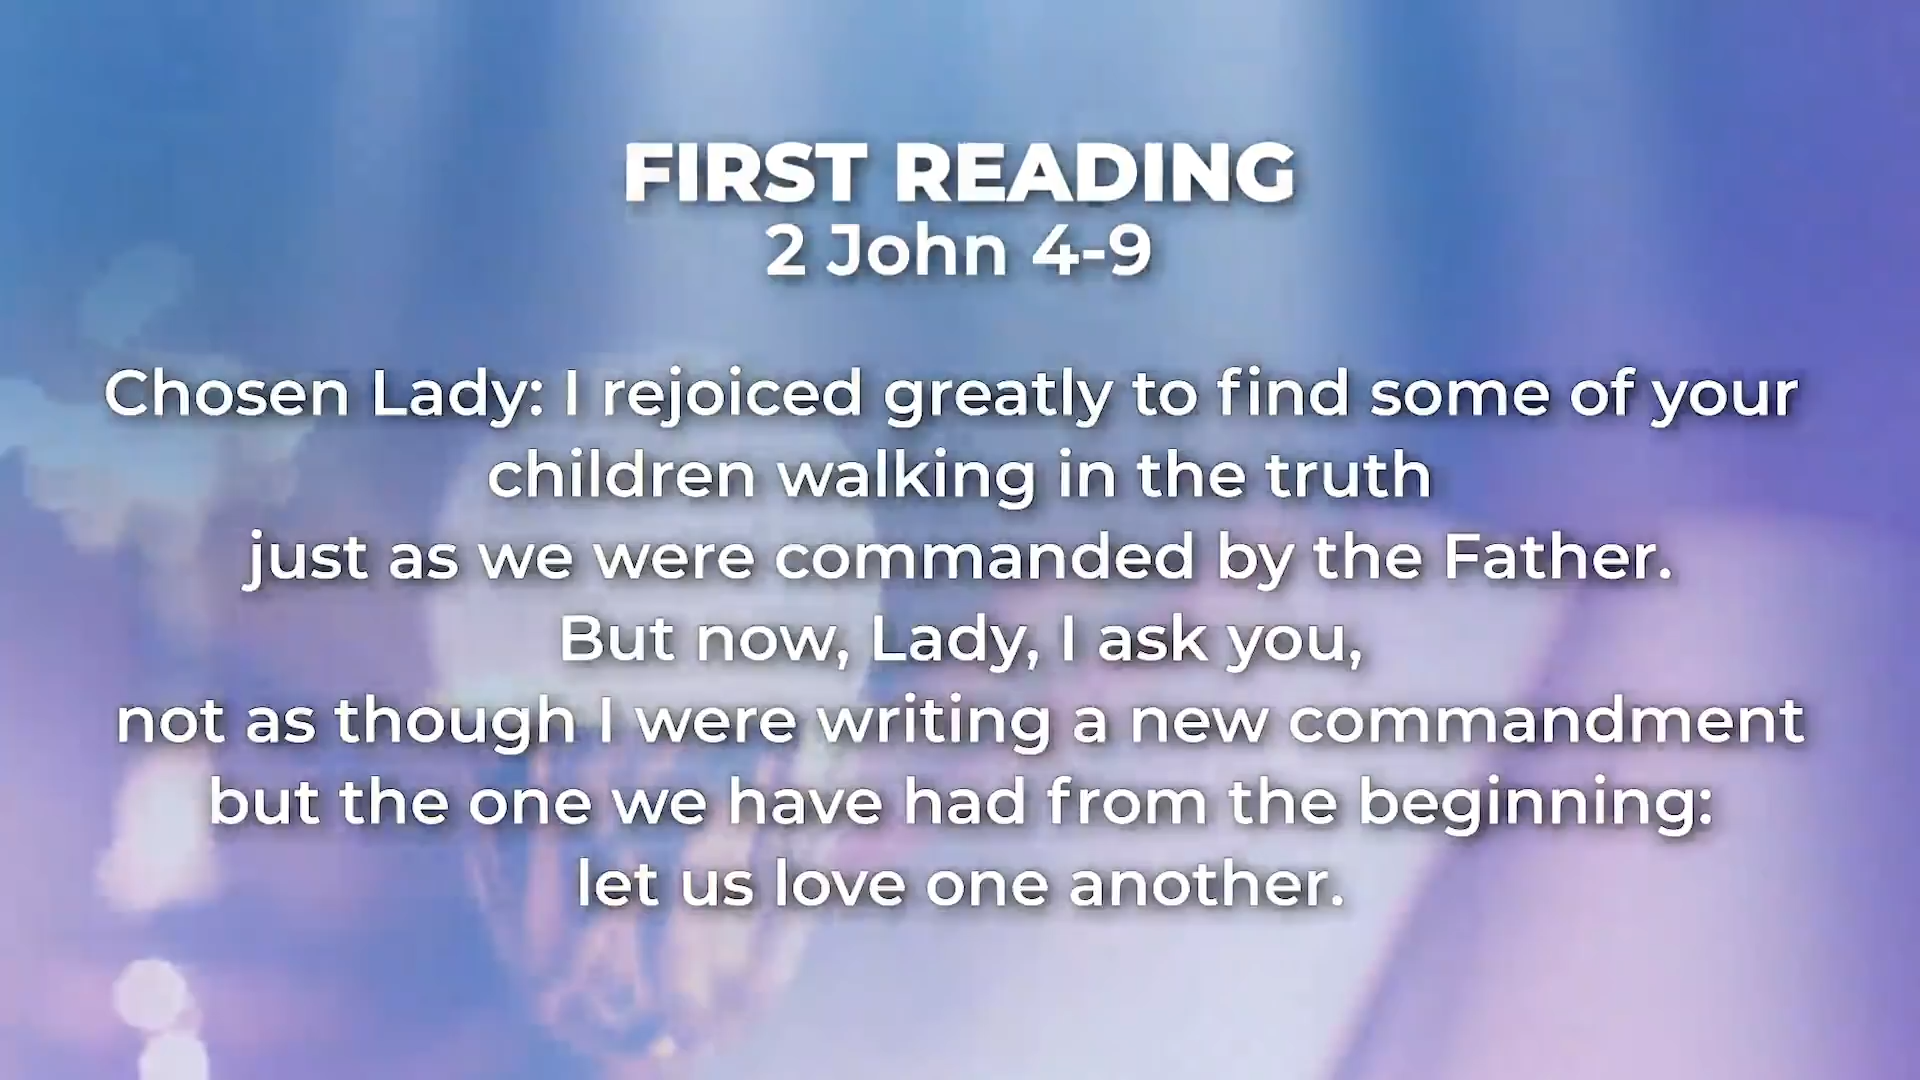 FIRST READING
2 John 4-9
Chosen Lady: I rejoiced greatly to find some of your
children walking in the truth
just as we were commanded by the Father.
But now, Lady, I ask you,
not as though I were writing a new commandment
but the one we have had from the beginning:
let us love one another.